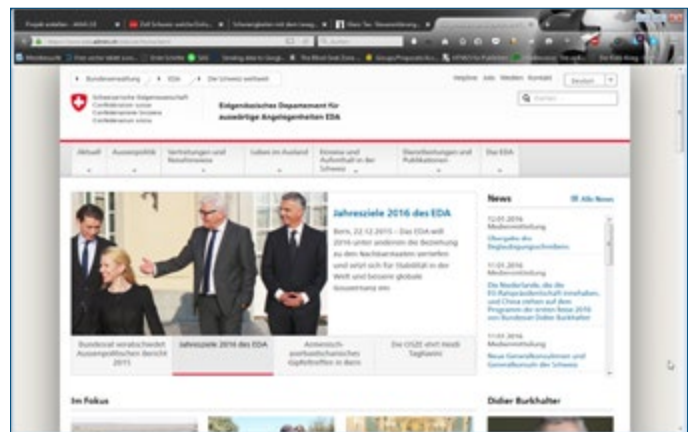 Bundesverwaltung
EDA
Die Schweiz weltweit
Helpline Jobs Medien Kontakt
Deutsch
Schweizerische Eidgenossenschaft
Confédération suisse
Confederazione Svizzera
Confederaziun svizra
Eidgenössisches Departement für
auswärtige Angelegenheiten EDA
Suchen
Aktuell
Aussenpolitik
Vertretungen und
Reisehinweise
Leben im Ausland
Einreise und
Aufenthalt in der
Schweiz
Dienstleistungen und
Publikationen
Das EDA
Jahresziele 2016 des EDA
Bern, 22.12.2015 – Das EDA will
2016 unter anderem die Beziehung
zu den Nachbarstaaten vertiefen
und setzt sich für Stabilität in der
Welt und bessere globale
Gouvernanz ein.
Bundesrat verabschiedet
Aussenpolitischen Bericht
2015
Jahresziele 2016 des EDA
Armenisch-
aserbaidschanisches
Gipfeltreffen in Bern
Die OSZE ehrt Heidi
Tagliavini
News
Alle News
12.01.2016
Medienmitteilung
Übergabe des
Beglaubigungsschreibens
11.01.2016
Medienmitteilung
Die Niederlande, die die
EU-Ratspräsidentschaft innehaben,
und China stehen auf dem
Programm der ersten Reise 2016
von Bundesrat Didier Burkhalter
11.01.2016
Medienmitteilung
Neue Generalkonsulinnen und
Generalkonsuln der Schweiz
Im Fokus
Didier Burkhalter